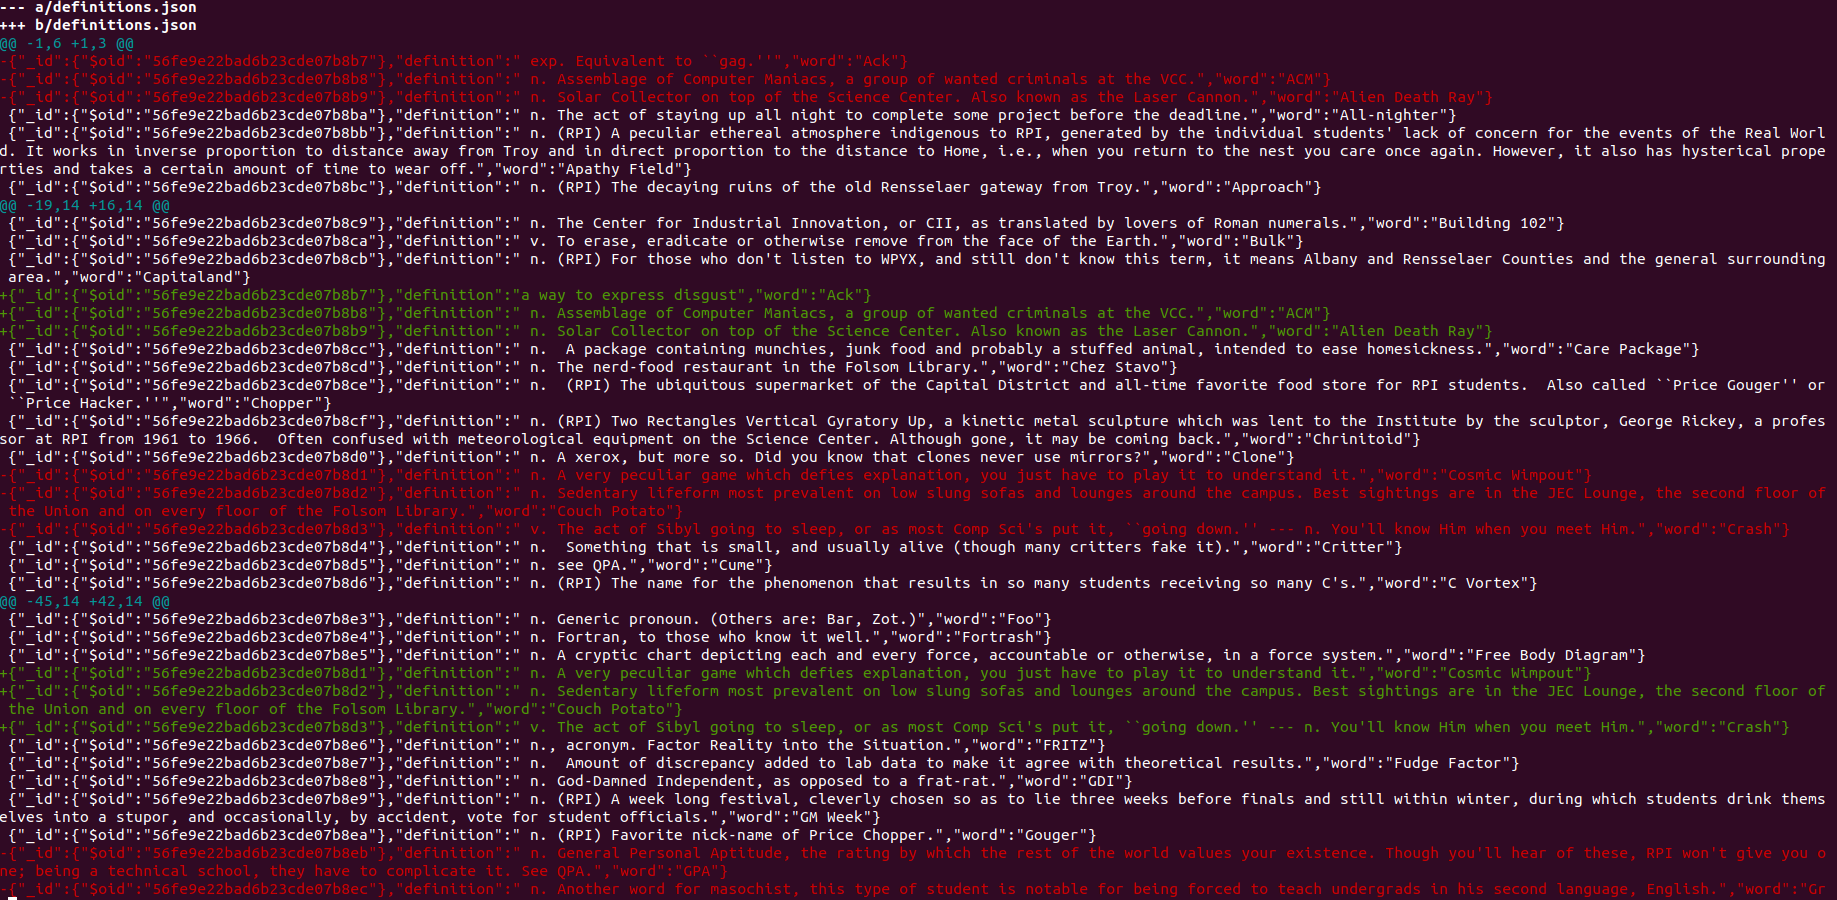 --- a/definitions.json
+++ b/definitions.json
@@ -1,6 +1,3 @@
-{"_id":{"$oid":"56fe9e22bad6b23cde07b8b7"},"definition":" exp. Equivalent to ``gag.''","word":"Ack"}
-{"_id":{"$oid":"56fe9e22bad6b23cde07b8b8"},"definition":" n. Assemblage of Computer Maniacs, a group of wanted criminals at the VCC.","word":"ACM"}
-{"_id":{"$oid":"56fe9e22bad6b23cde07b8b9"},"definition":" n. Solar Collector on top of the Science Center. Also known as the Laser Cannon.","word":"Alien Death Ray"}
 {"_id":{"$oid":"56fe9e22bad6b23cde07b8ba"},"definition":" n. The act of staying up all night to complete some project before the deadline.","word":"All-nighter"}
 {"_id":{"$oid":"56fe9e22bad6b23cde07b8bb"},"definition":" n. (RPI) A peculiar ethereal atmosphere indigenous to RPI, generated by the individual students' lack of concern for the events of the Real Worl
d. It works in inverse proportion to distance away from Troy and in direct proportion to the distance to Home, i.e., when you return to the nest you care once again. However, it also has hysterical prope
rties and takes a certain amount of time to wear off.","word":"Apathy Field"}
 {"_id":{"$oid":"56fe9e22bad6b23cde07b8bc"},"definition":" n. (RPI) The decaying ruins of the old Rensselaer gateway from Troy.","word":"Approach"}
@@ -19,14 +16,14 @@
 {"_id":{"$oid":"56fe9e22bad6b23cde07b8c9"},"definition":" n. The Center for Industrial Innovation, or CII, as translated by lovers of Roman numerals.","word":"Building 102"}
 {"_id":{"$oid":"56fe9e22bad6b23cde07b8ca"},"definition":" v. To erase, eradicate or otherwise remove from the face of the Earth.","word":"Bulk"}
 {"_id":{"$oid":"56fe9e22bad6b23cde07b8cb"},"definition":" n. (RPI) For those who don't listen to WPYX, and still don't know this term, it means Albany and Rensselaer Counties and the general surrounding
 area.","word":"Capitaland"}
+{"_id":{"$oid":"56fe9e22bad6b23cde07b8b7"},"definition":"a way to express disgust","word":"Ack"}
+{"_id":{"$oid":"56fe9e22bad6b23cde07b8b8"},"definition":" n. Assemblage of Computer Maniacs, a group of wanted criminals at the VCC.","word":"ACM"}
+{"_id":{"$oid":"56fe9e22bad6b23cde07b8b9"},"definition":" n. Solar Collector on top of the Science Center. Also known as the Laser Cannon.","word":"Alien Death Ray"}
 {"_id":{"$oid":"56fe9e22bad6b23cde07b8cc"},"definition":" n.  A package containing munchies, junk food and probably a stuffed animal, intended to ease homesickness.","word":"Care Package"}
 {"_id":{"$oid":"56fe9e22bad6b23cde07b8cd"},"definition":" n. The nerd-food restaurant in the Folsom Library.","word":"Chez Stavo"}
 {"_id":{"$oid":"56fe9e22bad6b23cde07b8ce"},"definition":" n.  (RPI) The ubiquitous supermarket of the Capital District and all-time favorite food store for RPI students.  Also called ``Price Gouger'' or
 ``Price Hacker.''","word":"Chopper"}
 {"_id":{"$oid":"56fe9e22bad6b23cde07b8cf"},"definition":" n. (RPI) Two Rectangles Vertical Gyratory Up, a kinetic metal sculpture which was lent to the Institute by the sculptor, George Rickey, a profes
sor at RPI from 1961 to 1966.  Often confused with meteorological equipment on the Science Center. Although gone, it may be coming back.","word":"Chrinitoid"}
 {"_id":{"$oid":"56fe9e22bad6b23cde07b8d0"},"definition":" n. A xerox, but more so. Did you know that clones never use mirrors?","word":"Clone"}
-{"_id":{"$oid":"56fe9e22bad6b23cde07b8d1"},"definition":" n. A very peculiar game which defies explanation, you just have to play it to understand it.","word":"Cosmic Wimpout"}
-{"_id":{"$oid":"56fe9e22bad6b23cde07b8d2"},"definition":" n. Sedentary lifeform most prevalent on low slung sofas and lounges around the campus. Best sightings are in the JEC Lounge, the second floor of
 the Union and on every floor of the Folsom Library.","word":"Couch Potato"}
-{"_id":{"$oid":"56fe9e22bad6b23cde07b8d3"},"definition":" v. The act of Sibyl going to sleep, or as most Comp Sci's put it, ``going down.'' --- n. You'll know Him when you meet Him.","word":"Crash"}
 {"_id":{"$oid":"56fe9e22bad6b23cde07b8d4"},"definition":" n.  Something that is small, and usually alive (though many critters fake it).","word":"Critter"}
 {"_id":{"$oid":"56fe9e22bad6b23cde07b8d5"},"definition":" n. see QPA.","word":"Cume"}
 {"_id":{"$oid":"56fe9e22bad6b23cde07b8d6"},"definition":" n. (RPI) The name for the phenomenon that results in so many students receiving so many C's.","word":"C Vortex"}
@@ -45,14 +42,14 @@
 {"_id":{"$oid":"56fe9e22bad6b23cde07b8e3"},"definition":" n. Generic pronoun. (Others are: Bar, Zot.)","word":"Foo"}
 {"_id":{"$oid":"56fe9e22bad6b23cde07b8e4"},"definition":" n. Fortran, to those who know it well.","word":"Fortrash"}
 {"_id":{"$oid":"56fe9e22bad6b23cde07b8e5"},"definition":" n. A cryptic chart depicting each and every force, accountable or otherwise, in a force system.","word":"Free Body Diagram"}
+{"_id":{"$oid":"56fe9e22bad6b23cde07b8d1"},"definition":" n. A very peculiar game which defies explanation, you just have to play it to understand it.","word":"Cosmic Wimpout"}
+{"_id":{"$oid":"56fe9e22bad6b23cde07b8d2"},"definition":" n. Sedentary lifeform most prevalent on low slung sofas and lounges around the campus. Best sightings are in the JEC Lounge, the second floor of
 the Union and on every floor of the Folsom Library.","word":"Couch Potato"}
+{"_id":{"$oid":"56fe9e22bad6b23cde07b8d3"},"definition":" v. The act of Sibyl going to sleep, or as most Comp Sci's put it, ``going down.'' --- n. You'll know Him when you meet Him.","word":"Crash"}
 {"_id":{"$oid":"56fe9e22bad6b23cde07b8e6"},"definition":" n., acronym. Factor Reality into the Situation.","word":"FRITZ"}
 {"_id":{"$oid":"56fe9e22bad6b23cde07b8e7"},"definition":" n.  Amount of discrepancy added to lab data to make it agree with theoretical results.","word":"Fudge Factor"}
 {"_id":{"$oid":"56fe9e22bad6b23cde07b8e8"},"definition":" n. God-Damned Independent, as opposed to a frat-rat.","word":"GDI"}
 {"_id":{"$oid":"56fe9e22bad6b23cde07b8e9"},"definition":" n. (RPI) A week long festival, cleverly chosen so as to lie three weeks before finals and still within winter, during which students drink thems
elves into a stupor, and occasionally, by accident, vote for student officials.","word":"GM Week"}
 {"_id":{"$oid":"56fe9e22bad6b23cde07b8ea"},"definition":" n. (RPI) Favorite nick-name of Price Chopper.","word":"Gouger"}
-{"_id":{"$oid":"56fe9e22bad6b23cde07b8eb"},"definition":" n. General Personal Aptitude, the rating by which the rest of the world values your existence. Though you'll hear of these, RPI won't give you o
ne; being a technical school, they have to complicate it. See QPA.","word":"GPA"}
-{"_id":{"$oid":"56fe9e22bad6b23cde07b8ec"},"definition":" n. Another word for masochist, this type of student is notable for being forced to teach undergrads in his second language, English.","word":"Gr